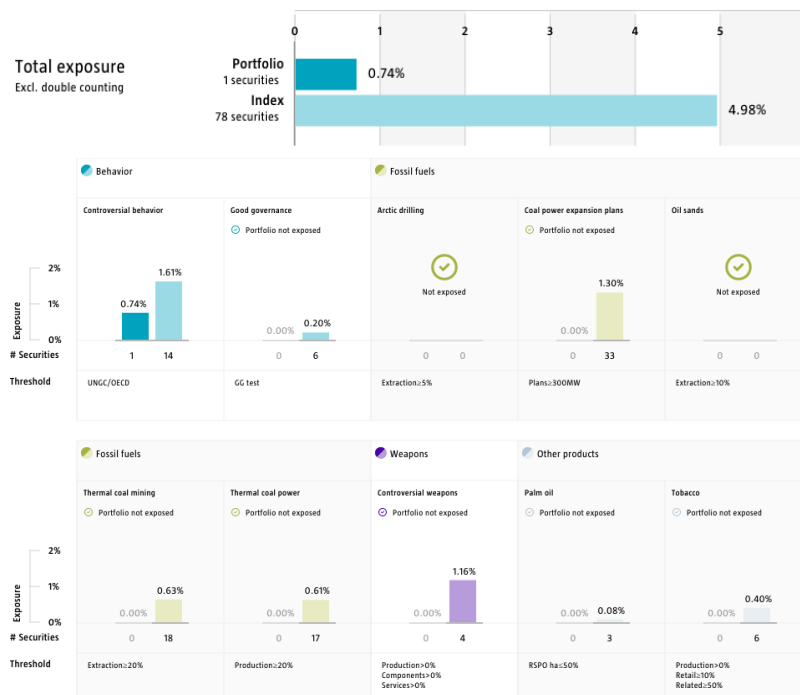 0 1 2 3 4 5
Total exposure
Excl. double counting
Portfolio
1 securities
0.74%
Index
78 securities
4.98%
Behavior
Fossil fuels
Controversial behavior
Good governance
Portfolio not exposed
Arctic drilling
Coal power expansion plans
Portfolio not exposed
Oil sands
Exposure
2%
1%
0%
0.74%
1.61%
0.00%
0.20%
Not exposed
0.00%
1.30%
Not exposed
# Securities
1 14
0 6
0 0
0 33
0 0
Threshold
UNGC/OECD
GG test
Extraction≥5%
Plans≥300MW
Extraction≥10%
Fossil fuels
Weapons
Other products
Thermal coal mining
Portfolio not exposed
Thermal coal power
Portfolio not exposed
Controversial weapons
Portfolio not exposed
Palm oil
Portfolio not exposed
Tobacco
Portfolio not exposed
Exposure
2%
1%
0%
0.00%
0.63%
0.00%
0.61%
0.00%
1.16%
0.00%
0.08%
0.00%
0.40%
# Securities
0 18
0 17
0 4
0 3
0 6
Threshold
Extraction≥20%
Production≥20%
Production>0%
Components>0%
Services>0%
RSPO ha≤50%
Production>0%
Retail≥10%
Related≥50%